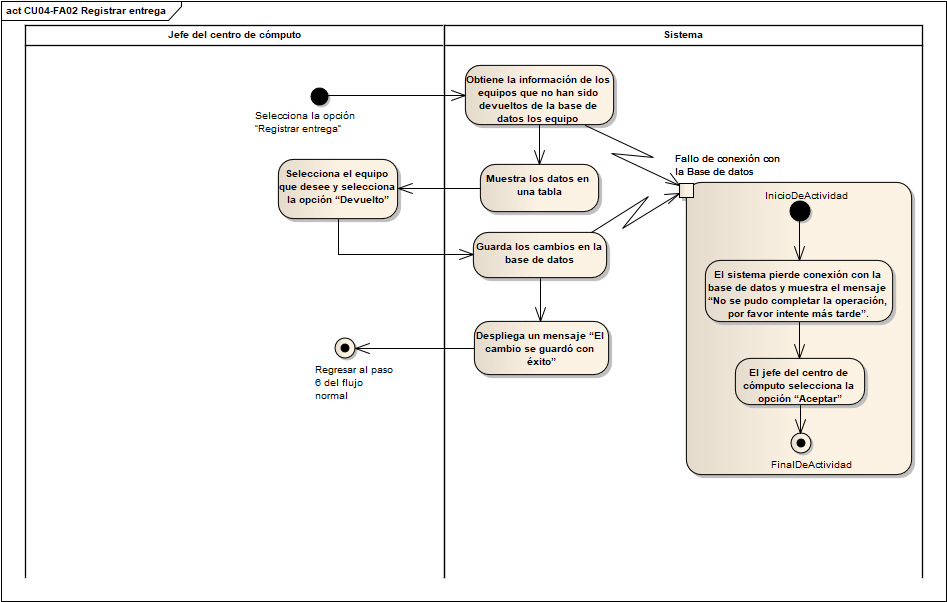 act CU04-FA02 Registrar entrega
Jefe del centro de cómputo
Sistema
Selecciona la opción
“Registrar entrega”
Obtiene la información de los
equipos que no han sido
devueltos de la base de
datos los equipo
Muestra los datos en
una tabla
Selecciona el equipo
que desee y selecciona
la opción “Devuelto”
Guarda los cambios en la
base de datos
Despliega un mensaje “El
cambio se guardó con
éxito”
Regresar al paso
6 del flujo
normal
Fallo de conexión con
la Base de datos
InicioDeActividad
El sistema pierde conexión con la
base de datos y muestra el mensaje
“No se pudo completar la operación,
por favor intente más tarde”.
El jefe del centro de
cómputo selecciona la
opción “Aceptar”
FinalDeActividad